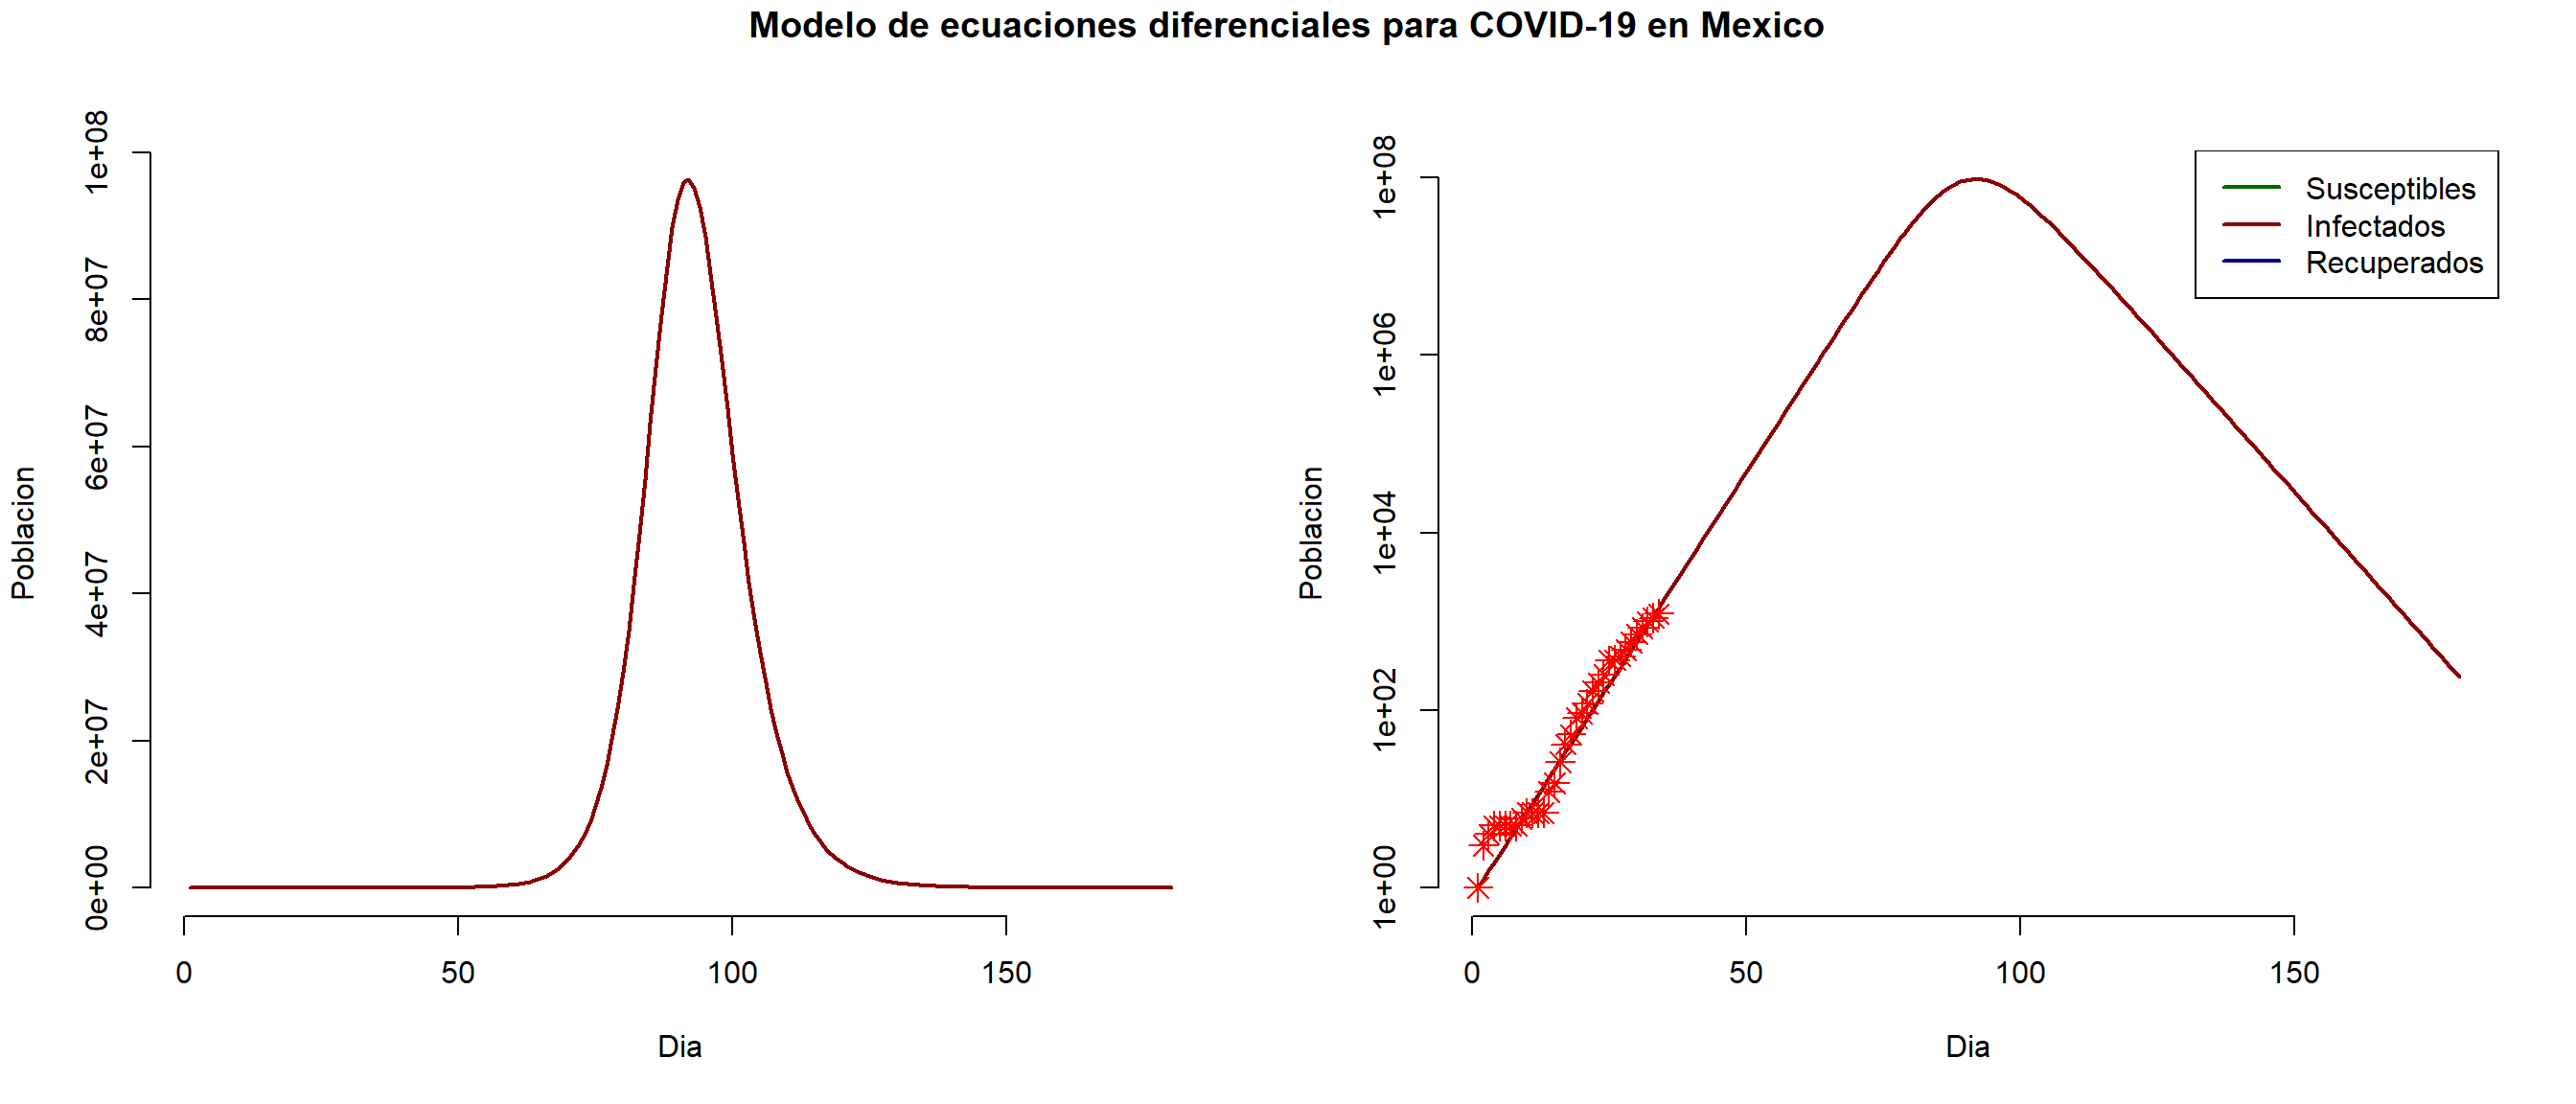 Modelo de ecuaciones diferenciales para COVID-19 en Mexico
Poblacion
1e+08
8e+07
6e+07
4e+07
2e+07
0e+00
0 50 100 150
Dia
Poblacion
1e+08
1e+06
1e+04
1e+02
1e+00
0 50 100 150
Dia
Susceptibles
Infectados
Recuperados